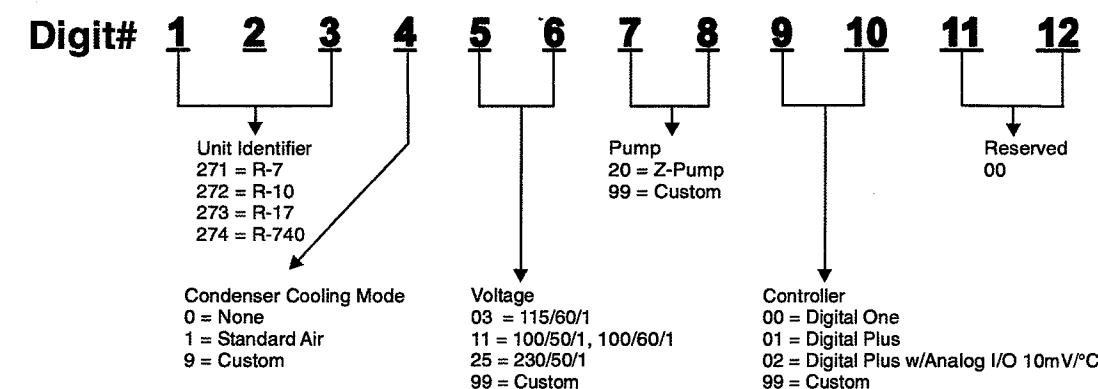 Digit# 1 2 3 4 5 6 7 8 9 10 11 12
Unit Identifier
271 = R-7
272 = R-10
273 = R-17
274 = R-740
Pump
20 = Z-Pump
99 = Custom
Reserved
00
Condenser Cooling Mode
0 = None
1 = Standard Air
9 = Custom
Voltage
03 = 115/60/1
11 = 100/50/1, 100/60/1
25 = 230/50/1
99 = Custom
Controller
00 = Digital One
01 = Digital Plus
02 = Digital Plus w/Analog I/O 10mV/°C
99 = Custom